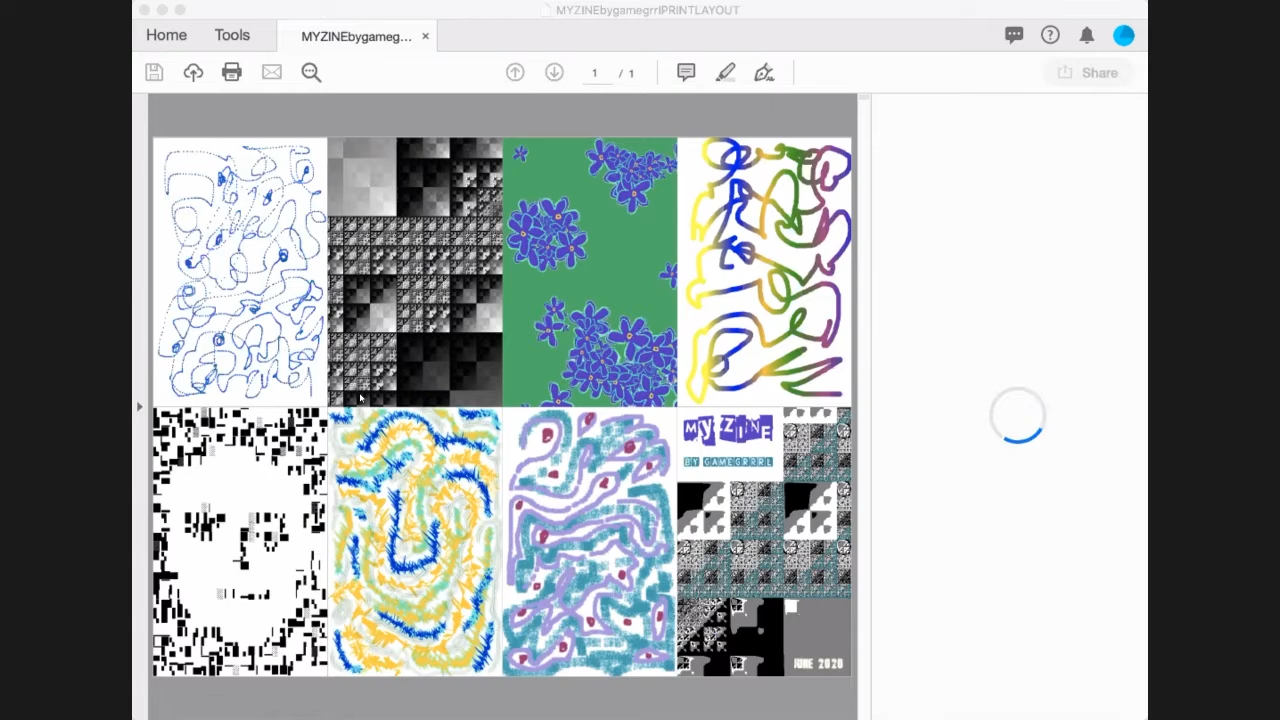 MYZINEbygamegrrlPRINTLAYOUT
Home
Tools
MYZINEbygameg...
1 / 1
Share
MY ZINE
BY GAMEGRRRL
JUNE 2020